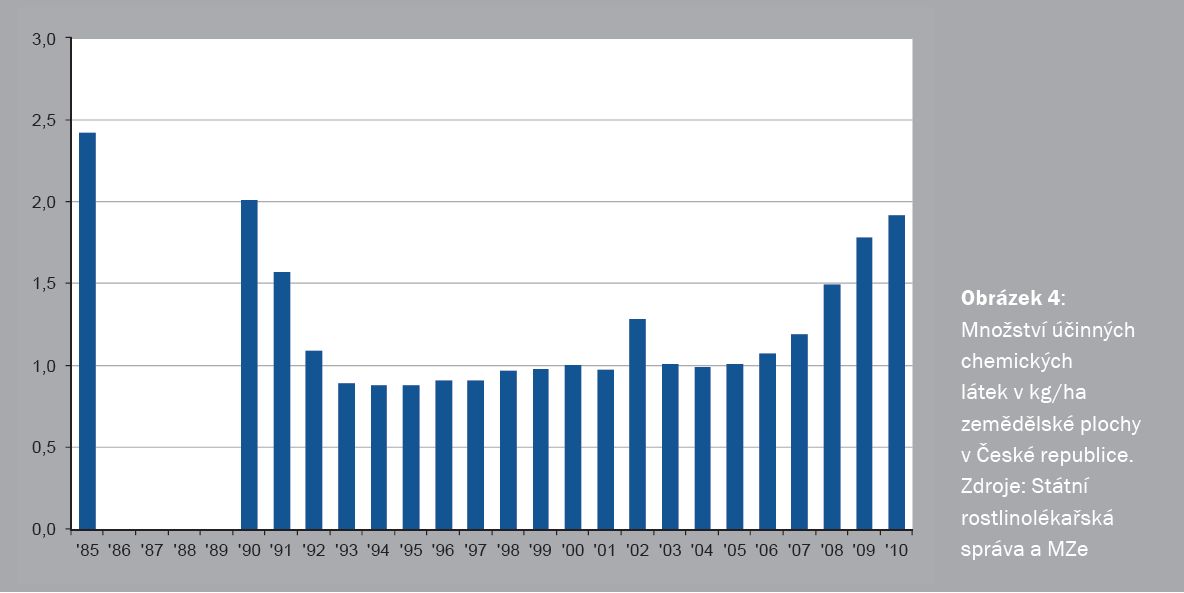 3,0
2,5
2,0
1,5
1,0
0,5
0,0
'85 '86 '87 '88 '89 '90 '91 '92 '93 '94 '95 '96 '97 '98 '99 '00 '01 '02 '03 '04 '05 '06 '07 '08 '09 '10
Obrázek 4:
Množství účinných
chemických
látek v kg/ha
zemědělské plochy
v České republice.
Zdroje: Státní
rostlinolékařská
správa a MZe